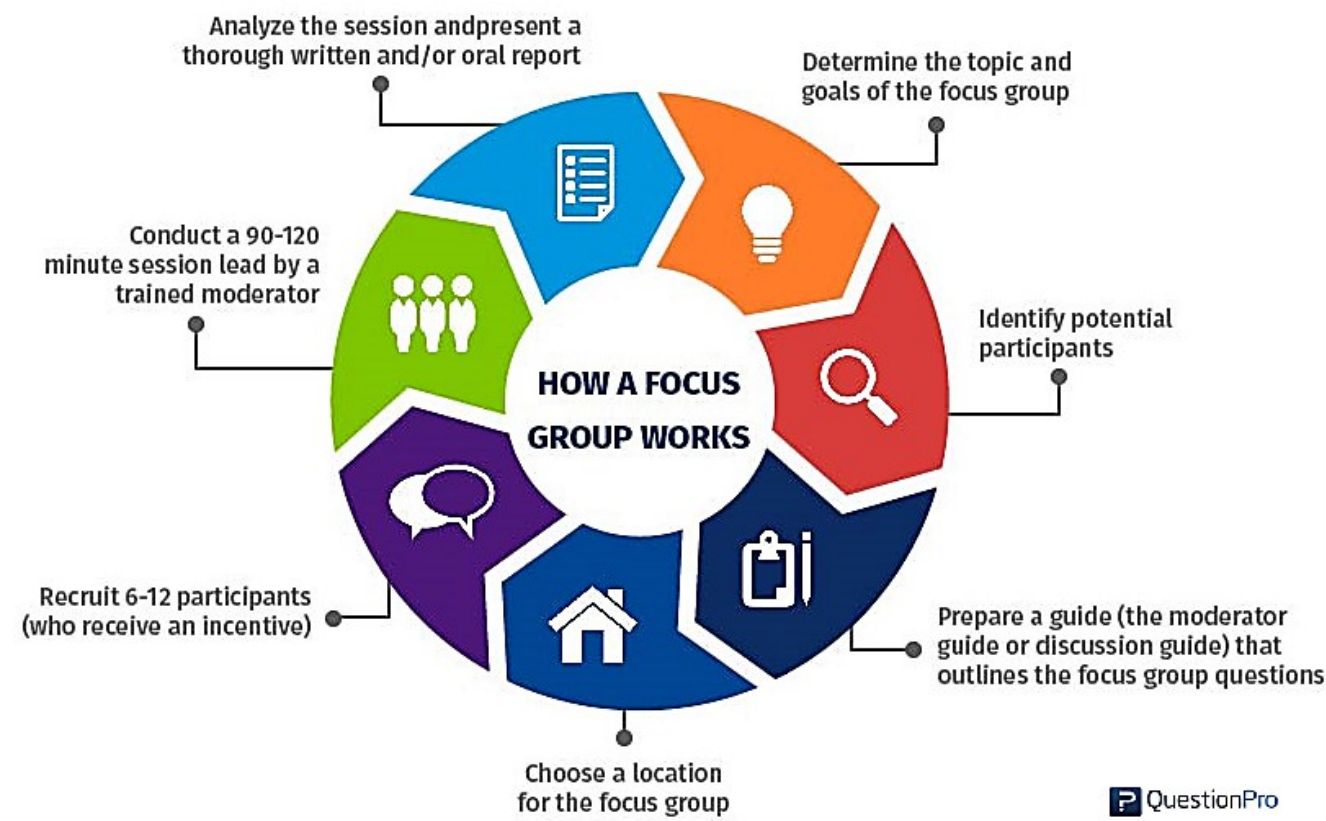 Analyze the session andpresent a
thorough written and/or oral report
Determine the topic and
goals of the focus group
Conduct a 90-120
minute session lead by a
trained moderator
Identify potential
participants
HOW A FOCUS
GROUP WORKS
Recruit 6-12 participants
(who receive an incentive)
Prepare a guide (the moderator
guide or discussion guide) that
outlines the focus group questions
Choose a location
for the focus group
QuestionPro